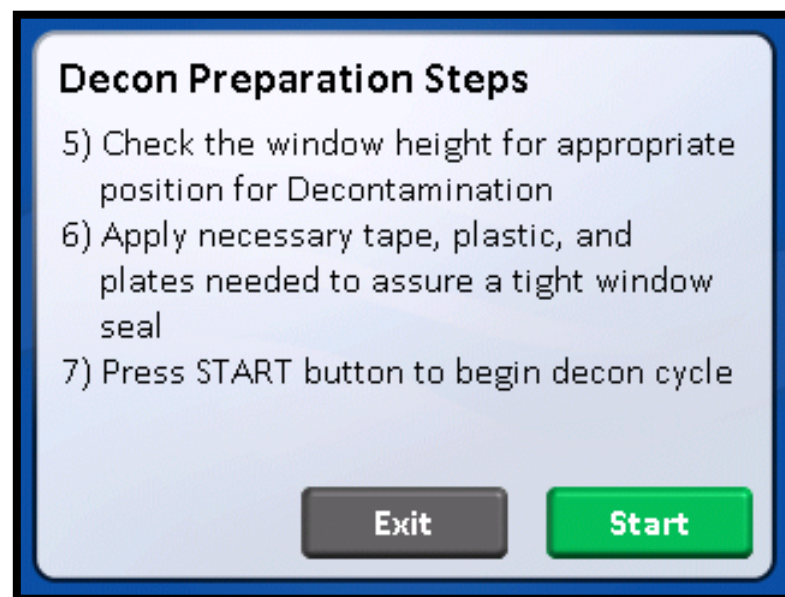 Decon Preparation Steps
5) Check the window height for appropriate
position for Decontamination
6) Apply necessary tape, plastic, and
plates needed to assure a tight window
seal
7) Press START button to begin decon cycle
Exit
Start